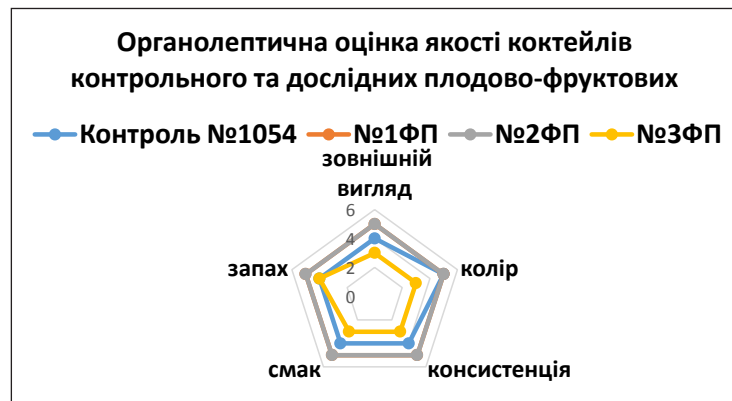 Органолептична оцінка якості коктейлів
контрольного та дослідних плодово-фруктових
Контроль №1054 №1ФП №2ФП №3ФП
зовнішній
вигляд
6
4
2
0
запах
колір
смак
консистенція